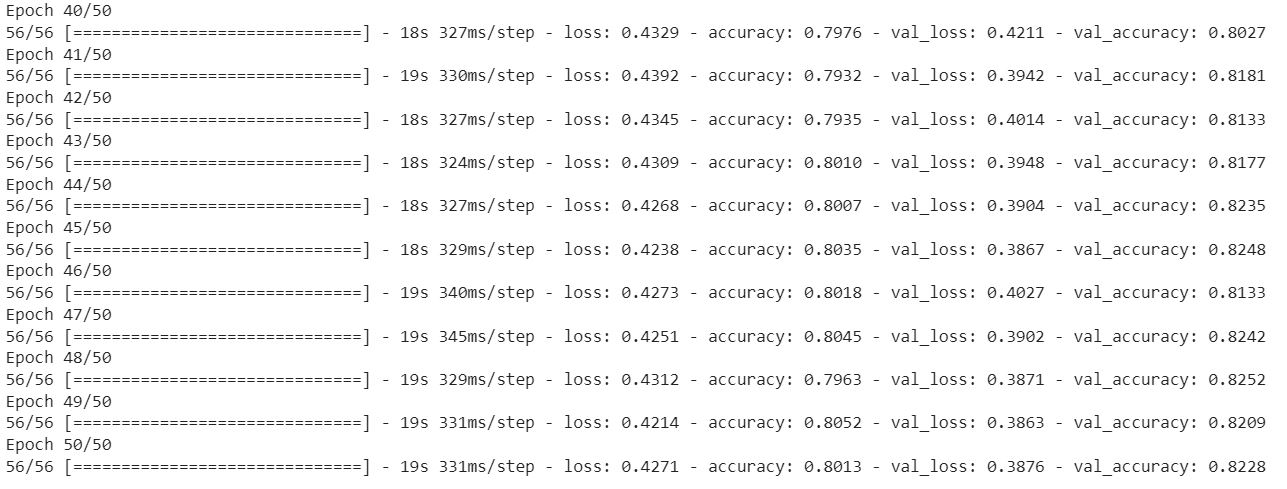 Epoch 40/50
56/56 [==============================] - 18s 327ms/step - loss: 0.4329 - accuracy: 0.7976 - val_loss: 0.4211 - val_accuracy: 0.8027
Epoch 41/50
56/56 [==============================] - 19s 330ms/step - loss: 0.4392 - accuracy: 0.7932 - val_loss: 0.3942 - val_accuracy: 0.8181
Epoch 42/50
56/56 [==============================] - 18s 327ms/step - loss: 0.4345 - accuracy: 0.7935 - val_loss: 0.4014 - val_accuracy: 0.8133
Epoch 43/50
56/56 [==============================] - 18s 324ms/step - loss: 0.4309 - accuracy: 0.8010 - val_loss: 0.3948 - val_accuracy: 0.8177
Epoch 44/50
56/56 [==============================] - 18s 327ms/step - loss: 0.4268 - accuracy: 0.8007 - val_loss: 0.3904 - val_accuracy: 0.8235
Epoch 45/50
56/56 [==============================] - 18s 329ms/step - loss: 0.4238 - accuracy: 0.8035 - val_loss: 0.3867 - val_accuracy: 0.8248
Epoch 46/50
56/56 [==============================] - 19s 340ms/step - loss: 0.4273 - accuracy: 0.8018 - val_loss: 0.4027 - val_accuracy: 0.8133
Epoch 47/50
56/56 [==============================] - 19s 345ms/step - loss: 0.4251 - accuracy: 0.8045 - val_loss: 0.3902 - val_accuracy: 0.8242
Epoch 48/50
56/56 [==============================] - 19s 329ms/step - loss: 0.4312 - accuracy: 0.7963 - val_loss: 0.3871 - val_accuracy: 0.8252
Epoch 49/50
56/56 [==============================] - 19s 331ms/step - loss: 0.4214 - accuracy: 0.8052 - val_loss: 0.3863 - val_accuracy: 0.8209
Epoch 50/50
56/56 [==============================] - 19s 331ms/step - loss: 0.4271 - accuracy: 0.8013 - val_loss: 0.3876 - val_accuracy: 0.8228